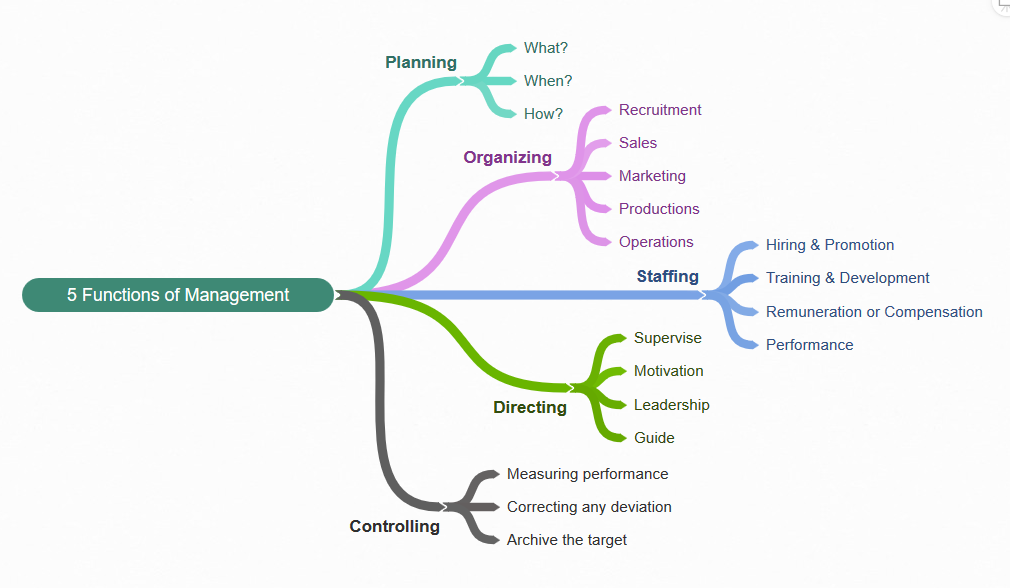 5 Functions of Management
Planning
What?
When?
How?
Organizing
Recruitment
Sales
Marketing
Productions
Operations
Staffing
Hiring & Promotion
Training & Development
Remuneration or Compensation
Performance
Directing
Supervise
Motivation
Leadership
Guide
Controlling
Measuring performance
Correcting any deviation
Archive the target